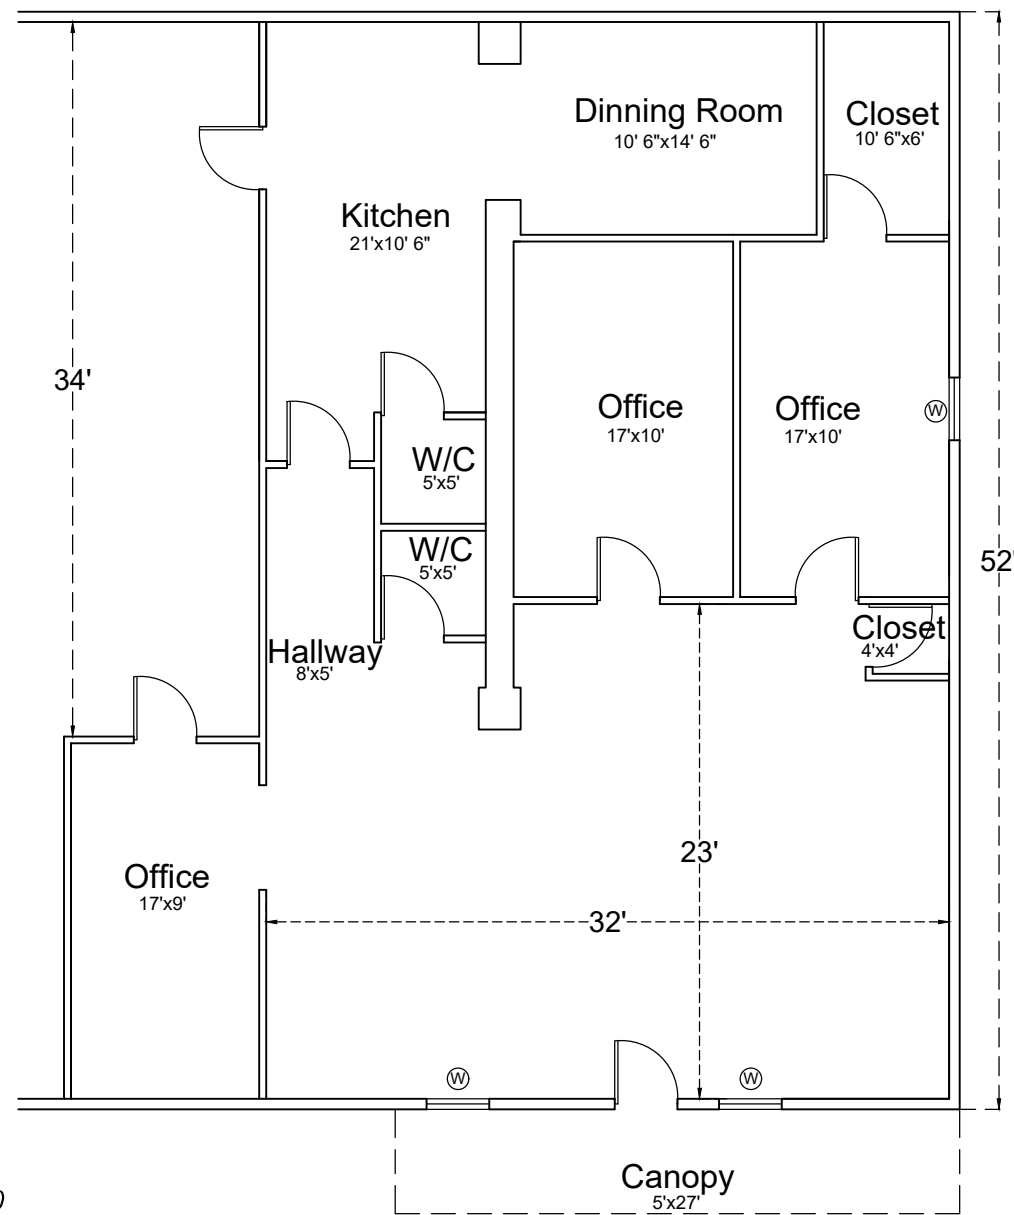 Dinning Room
10' 6"x14' 6"
Closet
10' 6"x6'
Kitchen
21'x10' 6"
34'
Office
17'x10'
Office
17'x10'
W
W/C
5'x5'
W/C
5'x5'
52'
Closet
4'x4'
Hallway
8'x5'
23'
Office
17'x9'
32'
W
W
Canopy
5'x27'